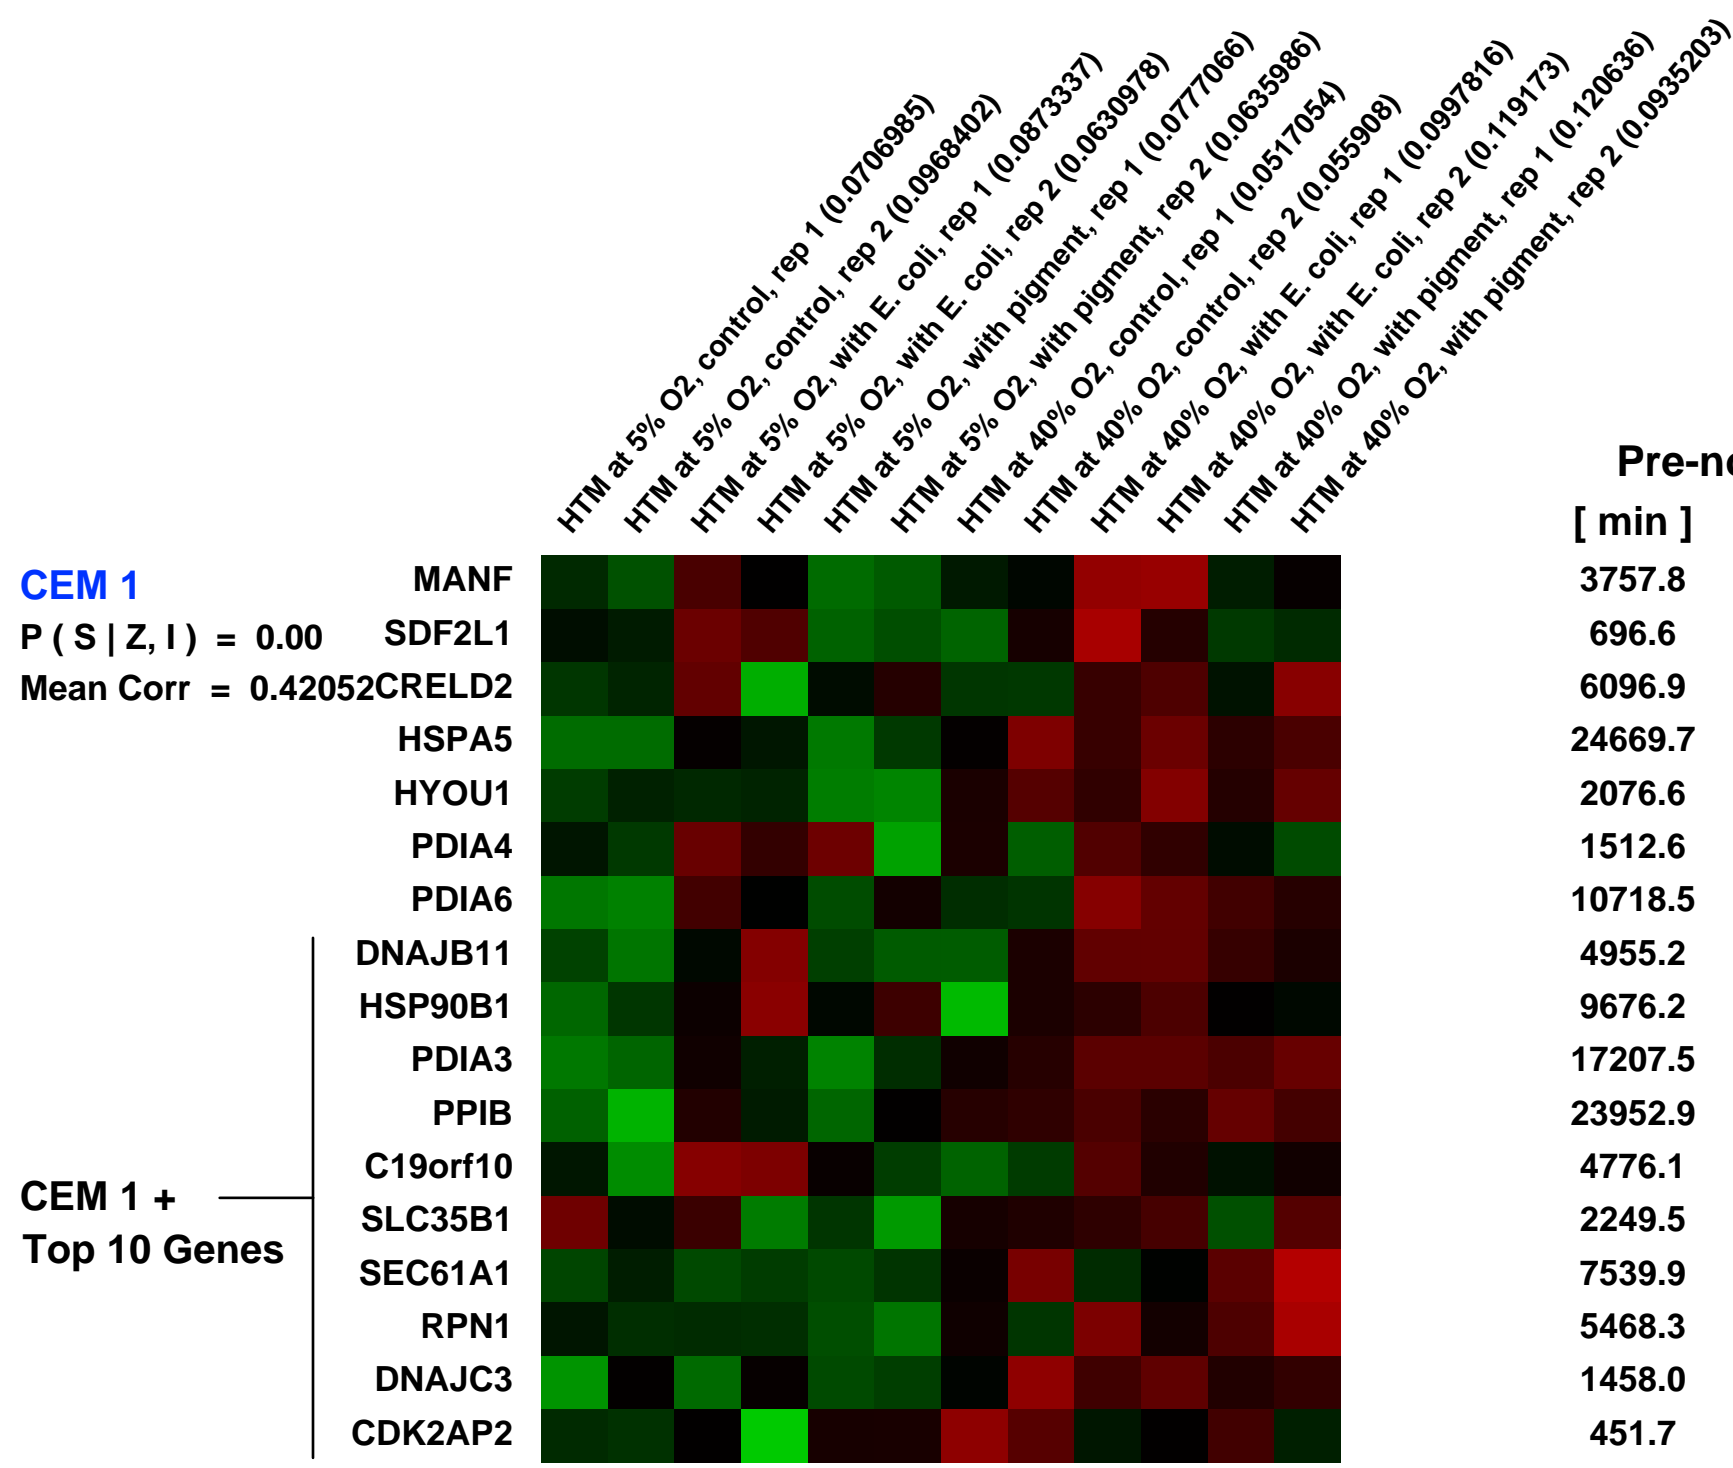 HTM at 5% O2, control, rep 1 (0.0706985)
HTM at 5% O2, control, rep 2 (0.0968402)
HTM at 5% O2, with E. coli, rep 1 (0.0873337)
HTM at 5% O2, with E. coli, rep 2 (0.0630978)
HTM at 5% O2, with pigment, rep 1 (0.0777066)
HTM at 5% O2, with pigment, rep 2 (0.0635986)
HTM at 40% O2, control, rep 1 (0.0517054)
HTM at 40% O2, control, rep 2 (0.055908)
HTM at 40% O2, with E. coli, rep 1 (0.0997816)
HTM at 40% O2, with E. coli, rep 2 (0.119173)
HTM at 40% O2, with pigment, rep 1 (0.120636)
HTM at 40% O2, with pigment, rep 2 (0.0935203)
Pre-ne
[ min ]
CEM 1 MANF 3757.8
P ( S | Z, I ) = 0.00 SDF2L1 696.6
Mean Corr = 0.42052 CRELD2 6096.9
HSPA5 24669.7
HYOU1 2076.6
PDIA4 1512.6
PDIA6 10718.5
DNAJB11 4955.2
HSP90B1 9676.2
PDIA3 17207.5
PPIB 23952.9
C19orf10 4776.1
CEM 1 +
Top 10 Genes
SLC35B1 2249.5
SEC61A1 7539.9
RPN1 5468.3
DNAJC3 1458.0
CDK2AP2 451.7